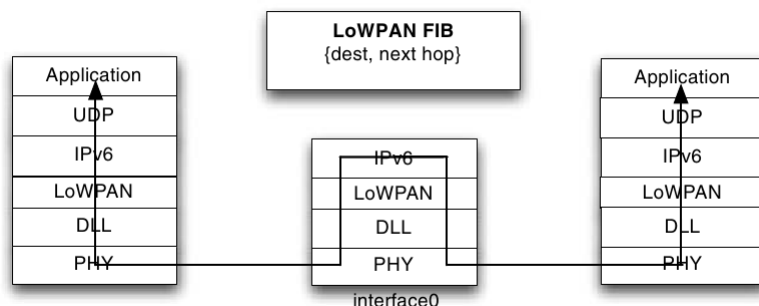 LoWPAN FIB
{dest, next hop}
Application
UDP
IPv6
LoWPAN
DLL
PHY
IPv6
LoWPAN
DLL
PHY
interface0
Application
UDP
IPv6
LoWPAN
DLL
PHY